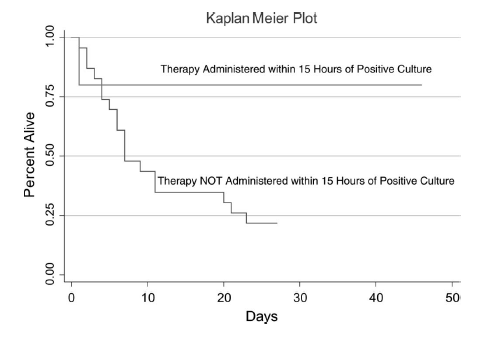 Kaplan Meier Plot
Percent Alive
1.00
0.75
0.50
0.25
0.00
Therapy Administered within 15 Hours of Positive Culture
Therapy NOT Administered within 15 Hours of Positive Culture
0 10 20 30 40 50
Days